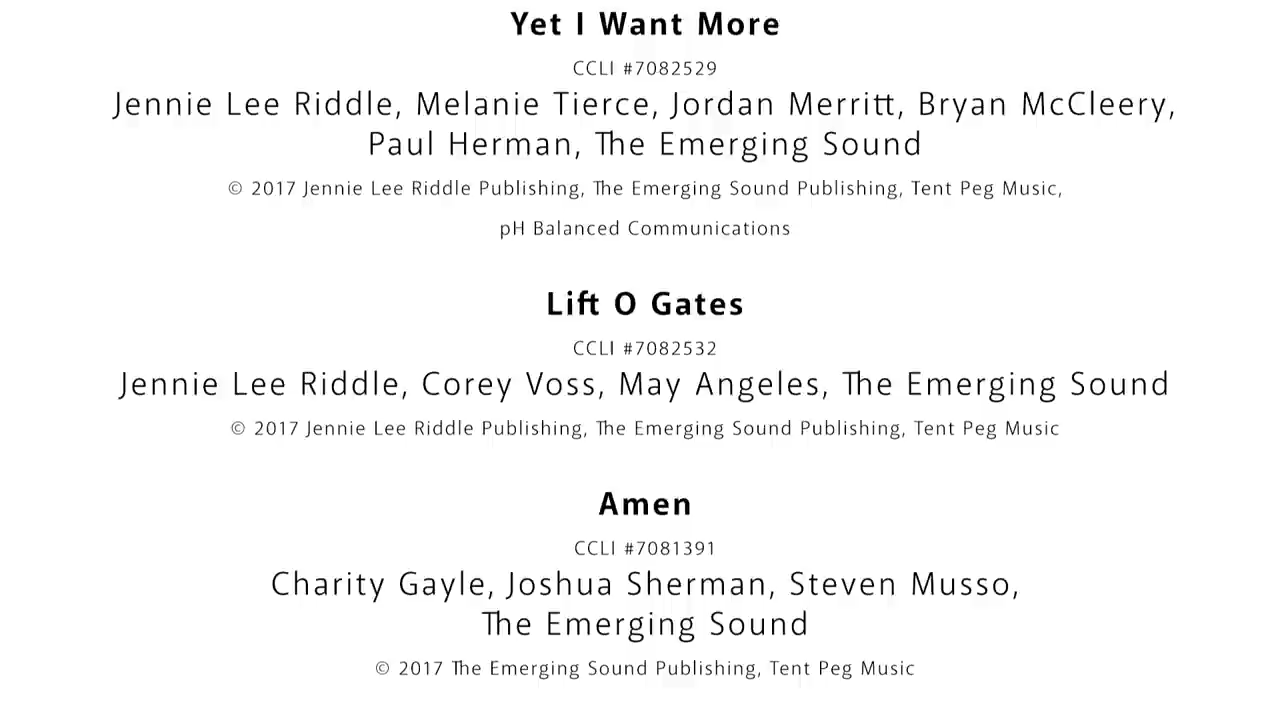 Yet I Want More
CCLI #7082529
Jennie Lee Riddle, Melanie Tierce, Jordan Merritt, Bryan McCleery,
Paul Herman, The Emerging Sound
© 2017 Jennie Lee Riddle Publishing, The Emerging Sound Publishing, Tent Peg Music,
pH Balanced Communications
Lift O Gates
CCLI #7082532
Jennie Lee Riddle, Corey Voss, May Angeles, The Emerging Sound
© 2017 Jennie Lee Riddle Publishing, The Emerging Sound Publishing, Tent Peg Music
Amen
CCLI #7081391
Charity Gayle, Joshua Sherman, Steven Musso,
The Emerging Sound
© 2017 The Emerging Sound Publishing, Tent Peg Music